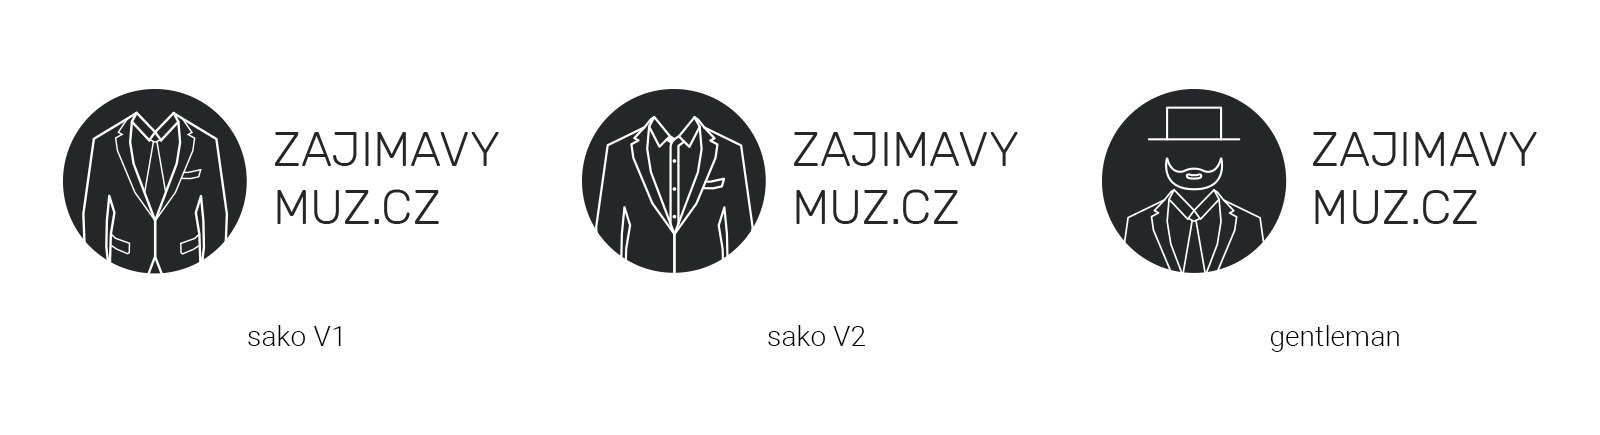 ZAJIMAVY
MUZ.CZ
sako V1
ZAJIMAVY
MUZ.CZ
sako V2
ZAJIMAVY
MUZ.CZ
gentleman